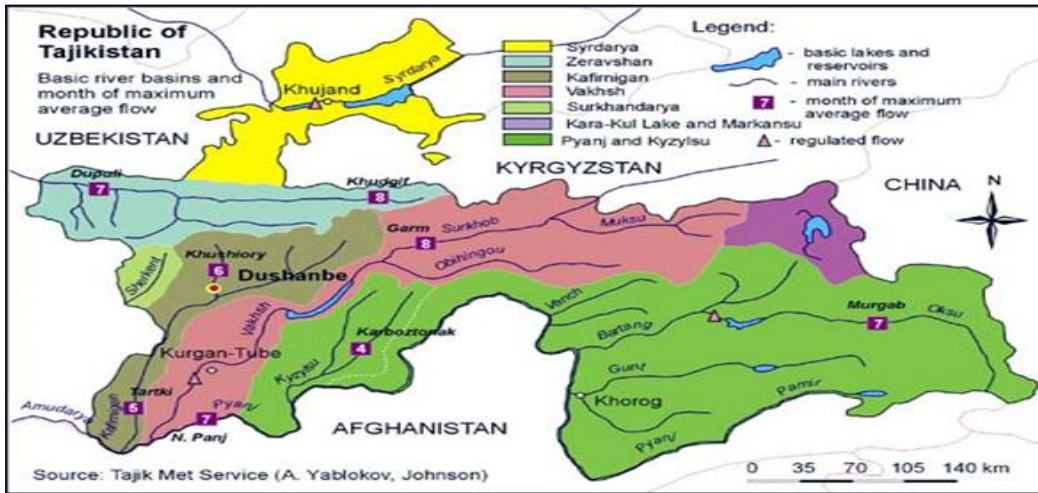 Republic of
Tajikistan
Basic river basins and
month of maximum
average flow
UZBEKISTAN
Khujand
Syrdarya
Syrdarya
Zeravshan
Kafirnigan
Vakhsh
Surkhandarya
Kara-Kul Lake and Markansu
Pyanj and Kyzylsu
Legend:
- basic lakes and
reservoirs
- main rivers
7 - month of maximum
average flow
- regulated flow
KYRGYZSTAN
CHINA
N
Dupuli
7
Khudgif
8
Garm
8
Surkhob
Muksu
Obihingou
Khushiory
6
Dushanbe
Sherkent
Vakhsh
Kurgan-Tube
Karboztonak
4
Kyzylsu
Vanch
Bartang
Murgab
7
Oksu
Gunt
Khorog
Pamir
Pyanj
Tartki
5
Kafirnigan
Amudarya
7
Pyanj
N. Panj
AFGHANISTAN
Source: Tajik Met Service (A. Yablokov, Johnson)
0 35 70 105 140 km